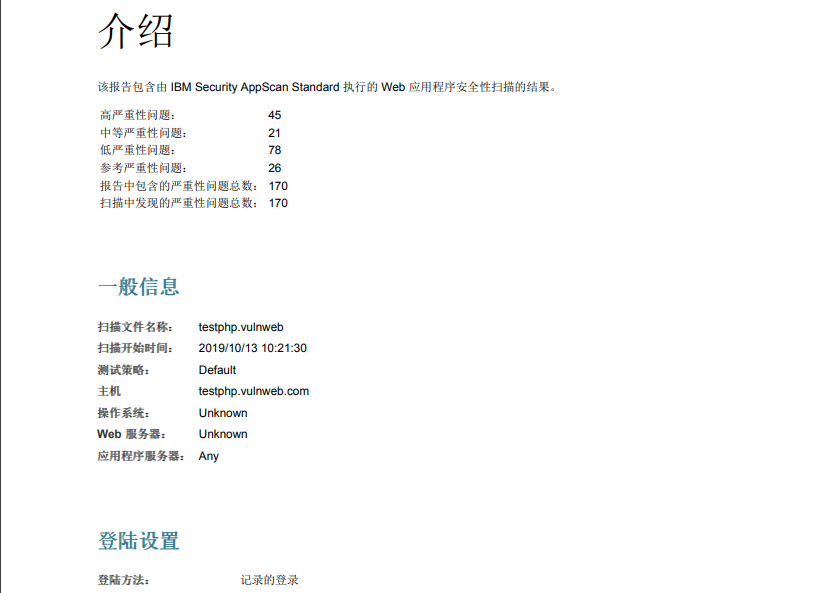 介绍
该报告包含由 IBM Security AppScan Standard 执行的 Web 应用程序安全性扫描的结果。
高严重性问题： 45
中等严重性问题： 21
低严重性问题： 78
参考严重性问题： 26
报告中包含的严重性问题总数： 170
扫描中发现的严重性问题总数： 170
一般信息
扫描文件名称： testphp.vulnweb
扫描开始时间： 2019/10/13 10:21:30
测试策略： Default
主机 testphp.vulnweb.com
操作系统： Unknown
Web 服务器： Unknown
应用程序服务器： Any
登陆设置
登陆方法： 记录的登录